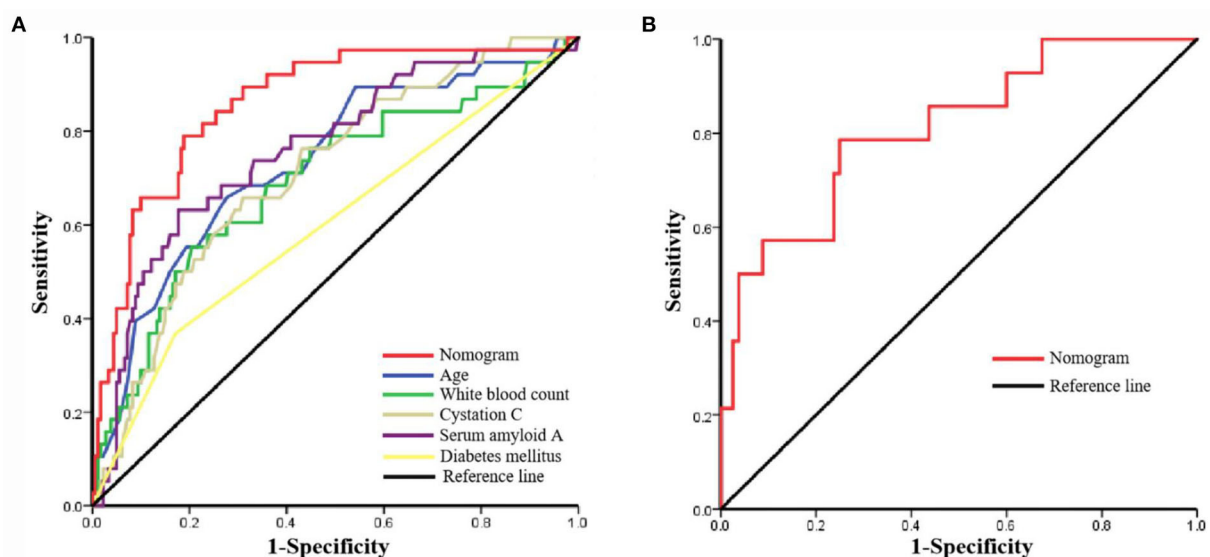 A
1.0
0.8
0.6
0.4
0.2
0.0
Sensitivity
0.0 0.2 0.4 0.6 0.8 1.0
1-Specificity
Nomogram
Age
White blood count
Cystation C
Serum amyloid A
Diabetes mellitus
Reference line
B
1.0
0.8
0.6
0.4
0.2
0.0
Sensitivity
0.0 0.2 0.4 0.6 0.8 1.0
1-Specificity
Nomogram
Reference line